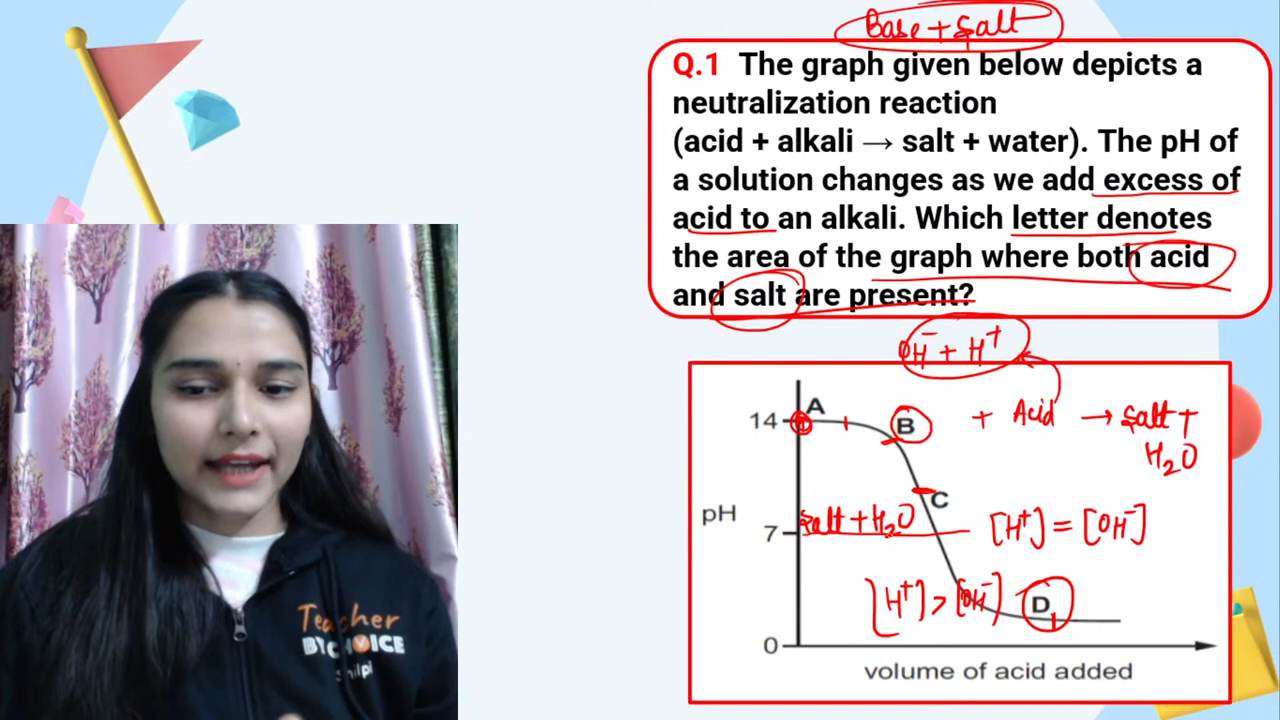 Base + Salt
Q.1 The graph given below depicts a
neutralization reaction
(acid + alkali → salt + water). The pH of
a solution changes as we add excess of
acid to an alkali. Which letter denotes
the area of the graph where both acid
and salt are present?
OH⁻ + H⁺
A
14
B
+ Acid → Salt +
H₂O
C
pH
Salt + H₂O
7
[H⁺] = [OH⁻]
[H⁺] > [OH⁻]
D
0
volume of acid added
Teacher
BY CHOICE
Shilpi